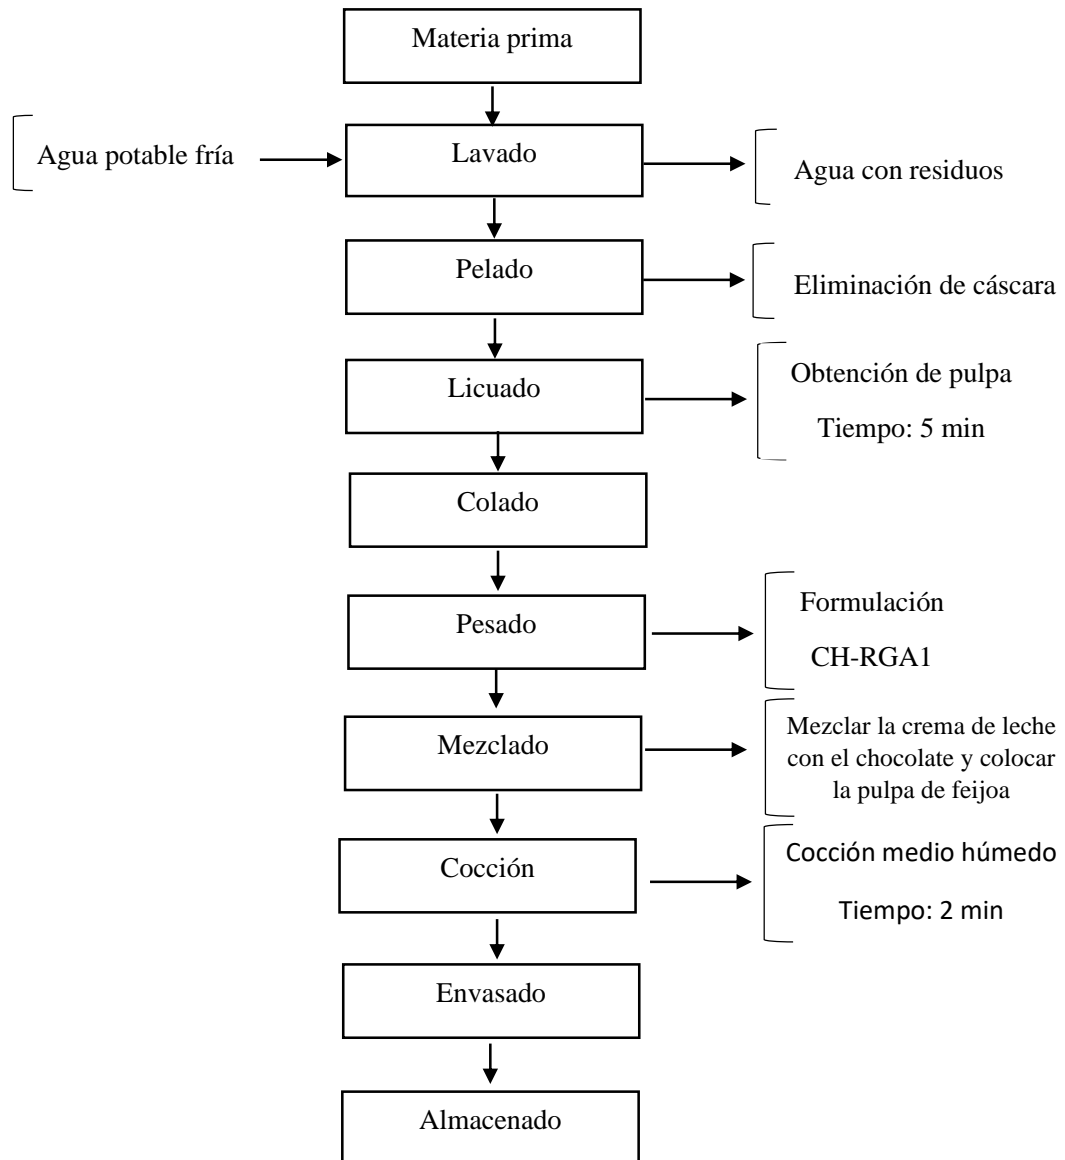 Materia prima
Agua potable fría
Lavado
Agua con residuos
Pelado
Eliminación de cáscara
Licuado
Obtención de pulpa
Tiempo: 5 min
Colado
Pesado
Formulación
CH-RGA1
Mezclado
Mezclar la crema de leche
con el chocolate y colocar
la pulpa de feijoa
Cocción
Cocción medio húmedo
Tiempo: 2 min
Envasado
Almacenado